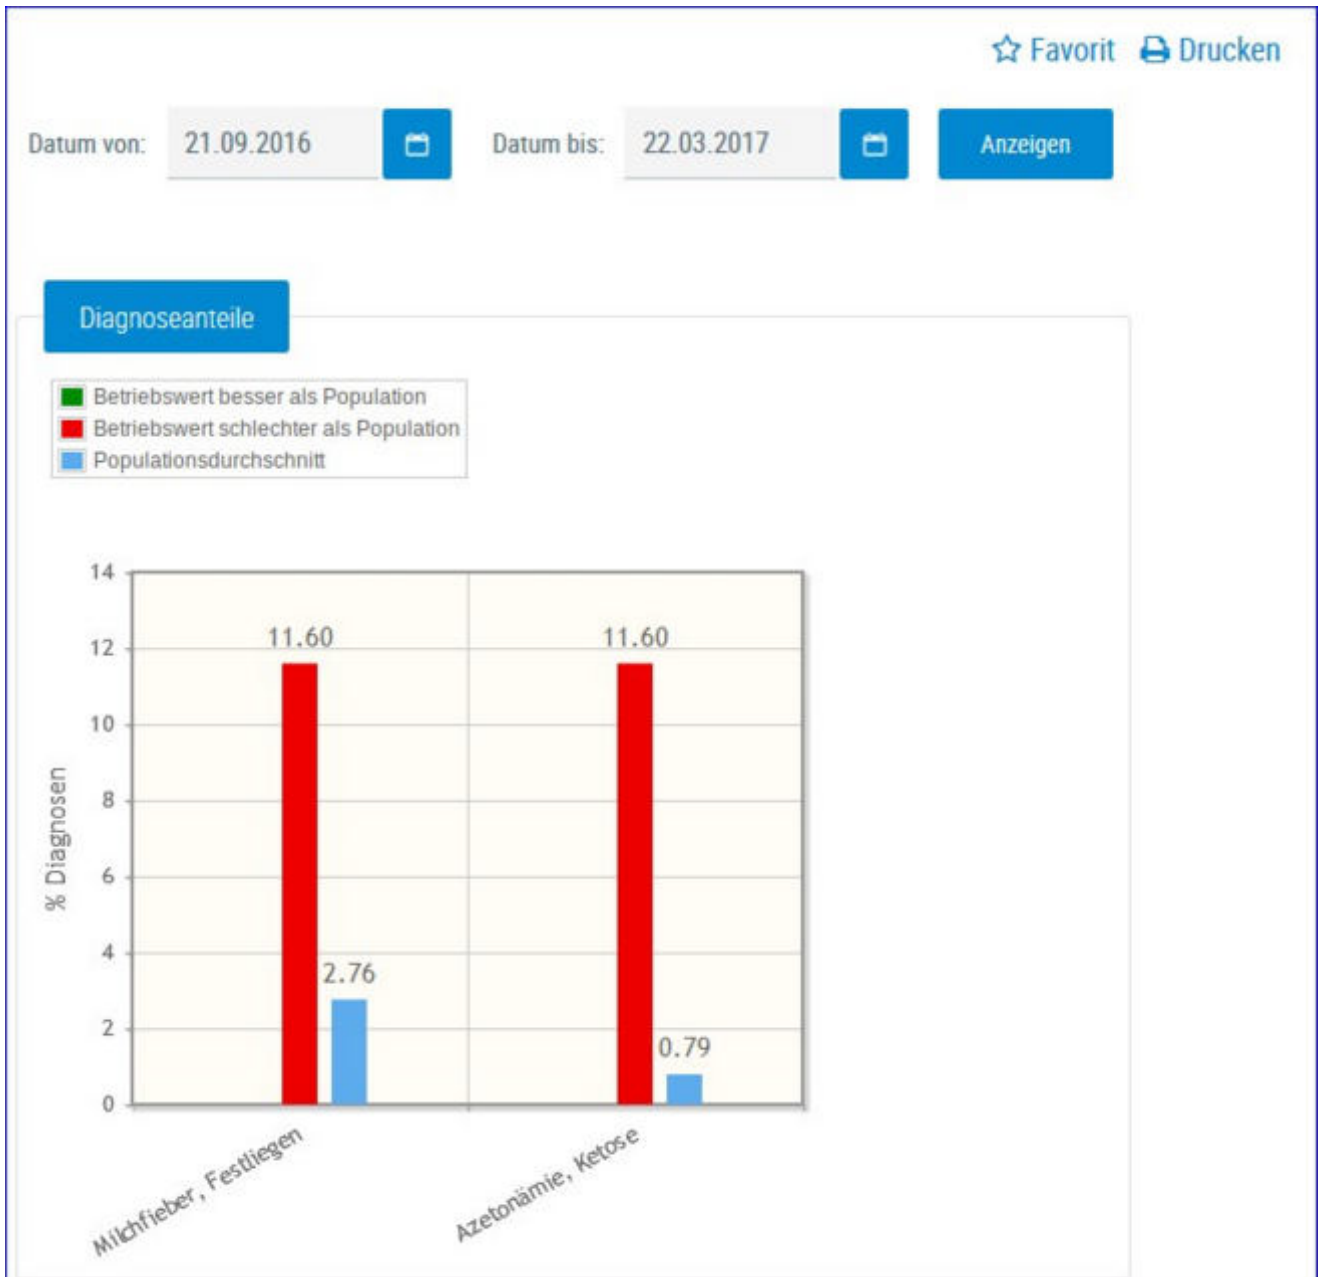 Favorit Drucken
Datum von: 21.09.2016 Datum bis: 22.03.2017 Anzeigen
Diagnoseanteile
Betriebswert besser als Population
Betriebswert schlechter als Population
Populationsdurchschnitt
14
12
10
8
6
4
2
0
% Diagnosen
11.60
2.76
11.60
0.79
Milchfieber, Festliegen
Azetonämie, Ketose